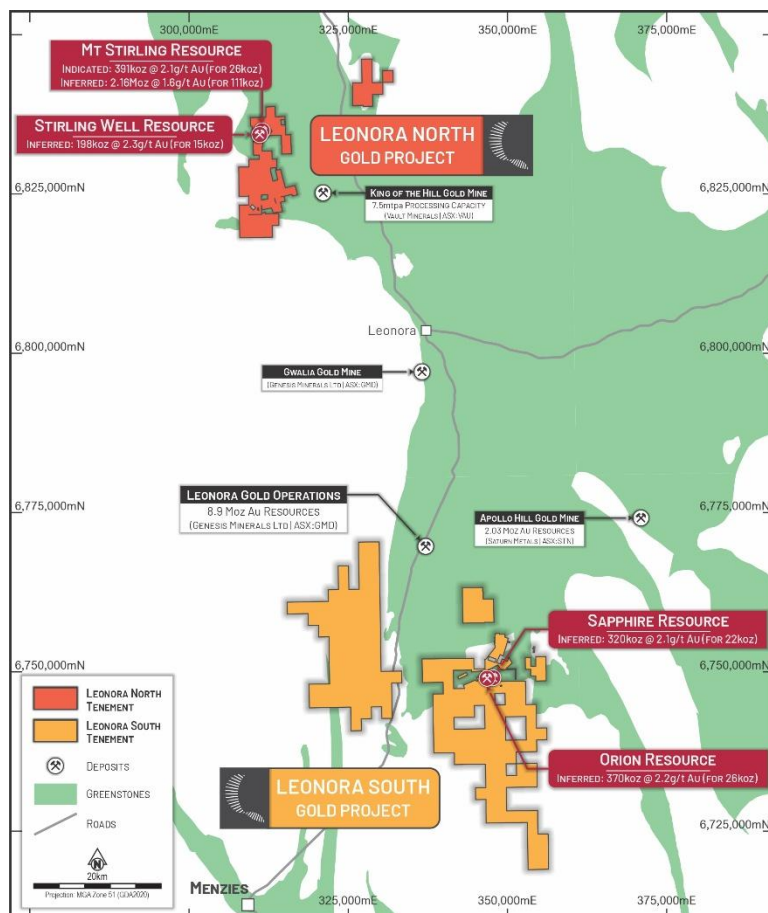 300,000mE
325,000mE
350,000mE
375,000mE
Mt Stirling Resource
Indicated: 391koz @ 2.1g/t Au (for 26koz)
Inferred: 2.16Moz @ 1.6g/t Au (for 111koz)
Stirling Well Resource
Inferred: 198koz @ 2.3g/t Au (for 15koz)
LEONORA NORTH
GOLD PROJECT
6,825,000mN
6,825,000mN
King of the Hill Gold Mine
7.5mtpa Processing Capacity
(Vault Minerals | ASX:VAU)
Leonora
6,800,000mN
6,800,000mN
Gwalia Gold Mine
(Genesis Minerals Ltd | ASX:GMD)
Leonora Gold Operations
8.9 Moz Au Resources
(Genesis Minerals Ltd | ASX:GMD)
6,775,000mN
6,775,000mN
Apollo Hill Gold Mine
2.03 Moz Au Resources
(Saturn Metals | ASX:STN)
Sapphire Resource
Inferred: 320koz @ 2.1g/t Au (for 22koz)
6,750,000mN
6,750,000mN
Orion Resource
Inferred: 370koz @ 2.2g/t Au (for 26koz)
LEONORA SOUTH
GOLD PROJECT
Leonora North
Tenement
Leonora South
Tenement
Deposits
Greenstones
Roads
N
20km
Projection: MGA Zone 51 (GDA2020)
6,725,000mN
Menzies
325,000mE
350,000mE
375,000mE